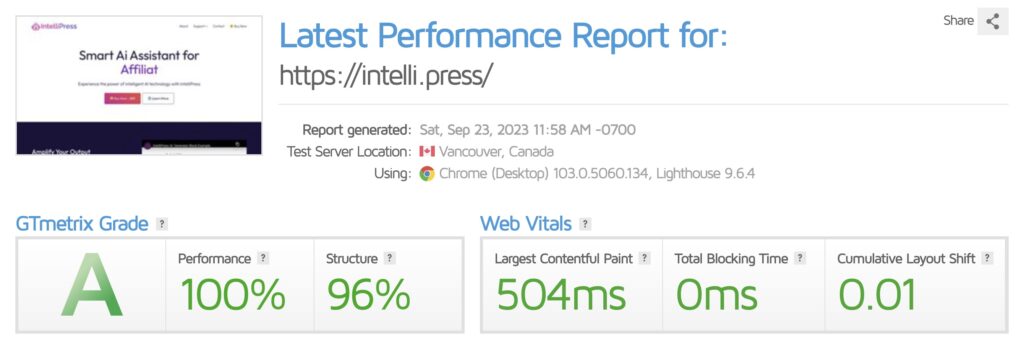 IntelliPress
About Support Contact Buy Now
Smart Ai Assistant for
Affiliat
Experience the power of intelligent AI technology with IntelliPress
Learn More
Amplify Your Output
Latest Performance Report for:
https://intelli.press/
Share
Report generated: Sat, Sep 23, 2023 11:58 AM -0700
Test Server Location: Vancouver, Canada
Using: Chrome (Desktop) 103.0.5060.134, Lighthouse 9.6.4
GTmetrix Grade ?
A
Performance ?
100%
Structure ?
96%
Web Vitals ?
Largest Contentful Paint ?
504ms
Total Blocking Time ?
0ms
Cumulative Layout Shift ?
0.01